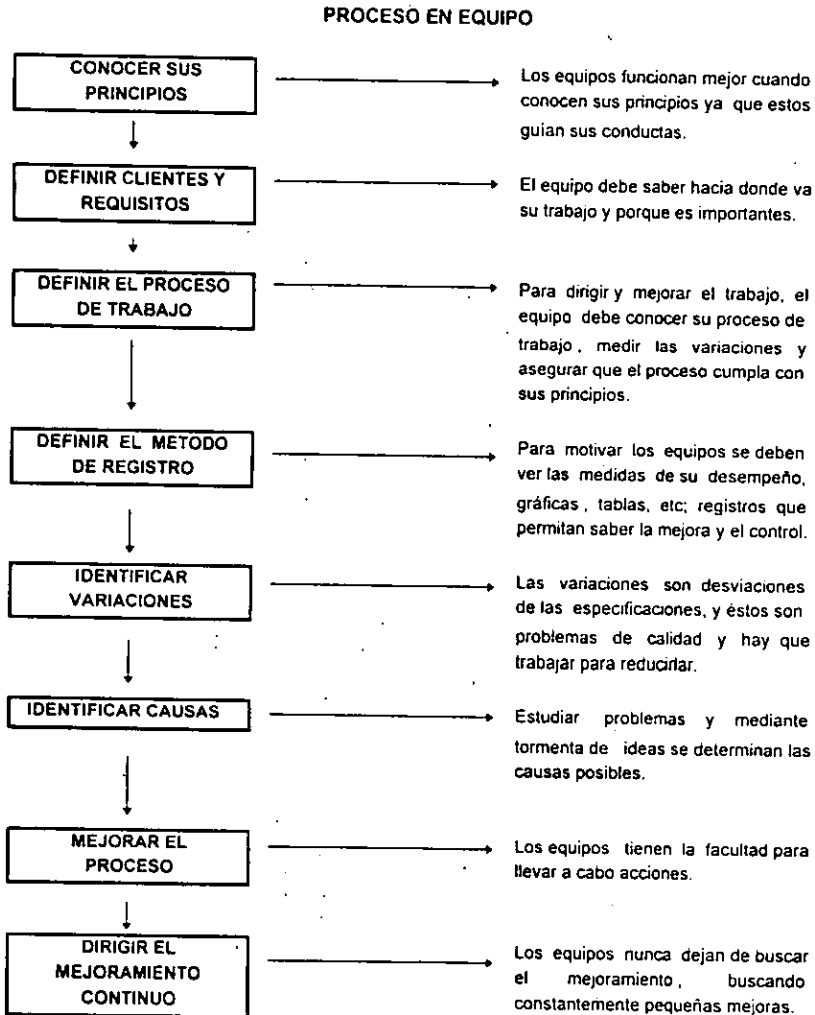 PROCESO EN EQUIPO
CONOCER SUS
PRINCIPIOS
Los equipos funcionan mejor cuando
conocen sus principios ya que estos
guían sus conductas.
DEFINIR CLIENTES Y
REQUISITOS
El equipo debe saber hacia donde va
su trabajo y porque es importantes.
DEFINIR EL PROCESO
DE TRABAJO
Para dirigir y mejorar el trabajo, el
equipo debe conocer su proceso de
trabajo, medir las variaciones y
asegurar que el proceso cumpla con
sus principios.
DEFINIR EL METODO
DE REGISTRO
Para motivar los equipos se deben
ver las medidas de su desempeño,
gráficas, tablas, etc; registros que
permitan saber la mejora y el control.
IDENTIFICAR
VARIACIONES
Las variaciones son desviaciones
de las especificaciones, y éstos son
problemas de calidad y hay que
trabajar para reducirlar.
IDENTIFICAR CAUSAS
Estudiar problemas y mediante
tormenta de ideas se determinan las
causas posibles.
MEJORAR EL
PROCESO
Los equipos tienen la facultad para
llevar a cabo acciones.
DIRIGIR EL
MEJORAMIENTO
CONTINUO
Los equipos nunca dejan de buscar
el mejoramiento, buscando
constantemente pequeñas mejoras.